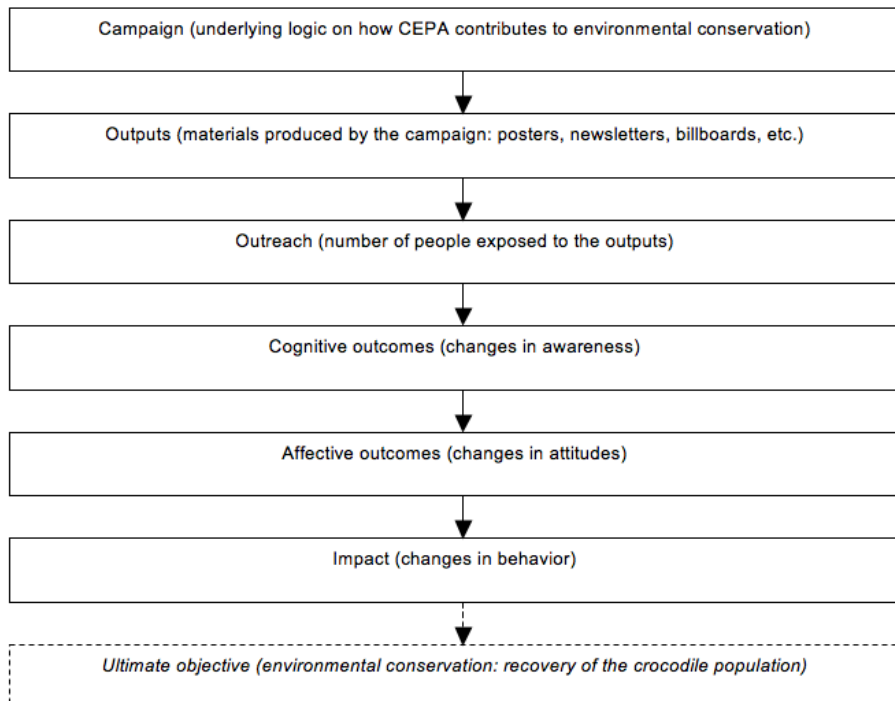 Campaign (underlying logic on how CEPA contributes to environmental conservation)
Outputs (materials produced by the campaign: posters, newsletters, billboards, etc.)
Outreach (number of people exposed to the outputs)
Cognitive outcomes (changes in awareness)
Affective outcomes (changes in attitudes)
Impact (changes in behavior)
Ultimate objective (environmental conservation: recovery of the crocodile population)